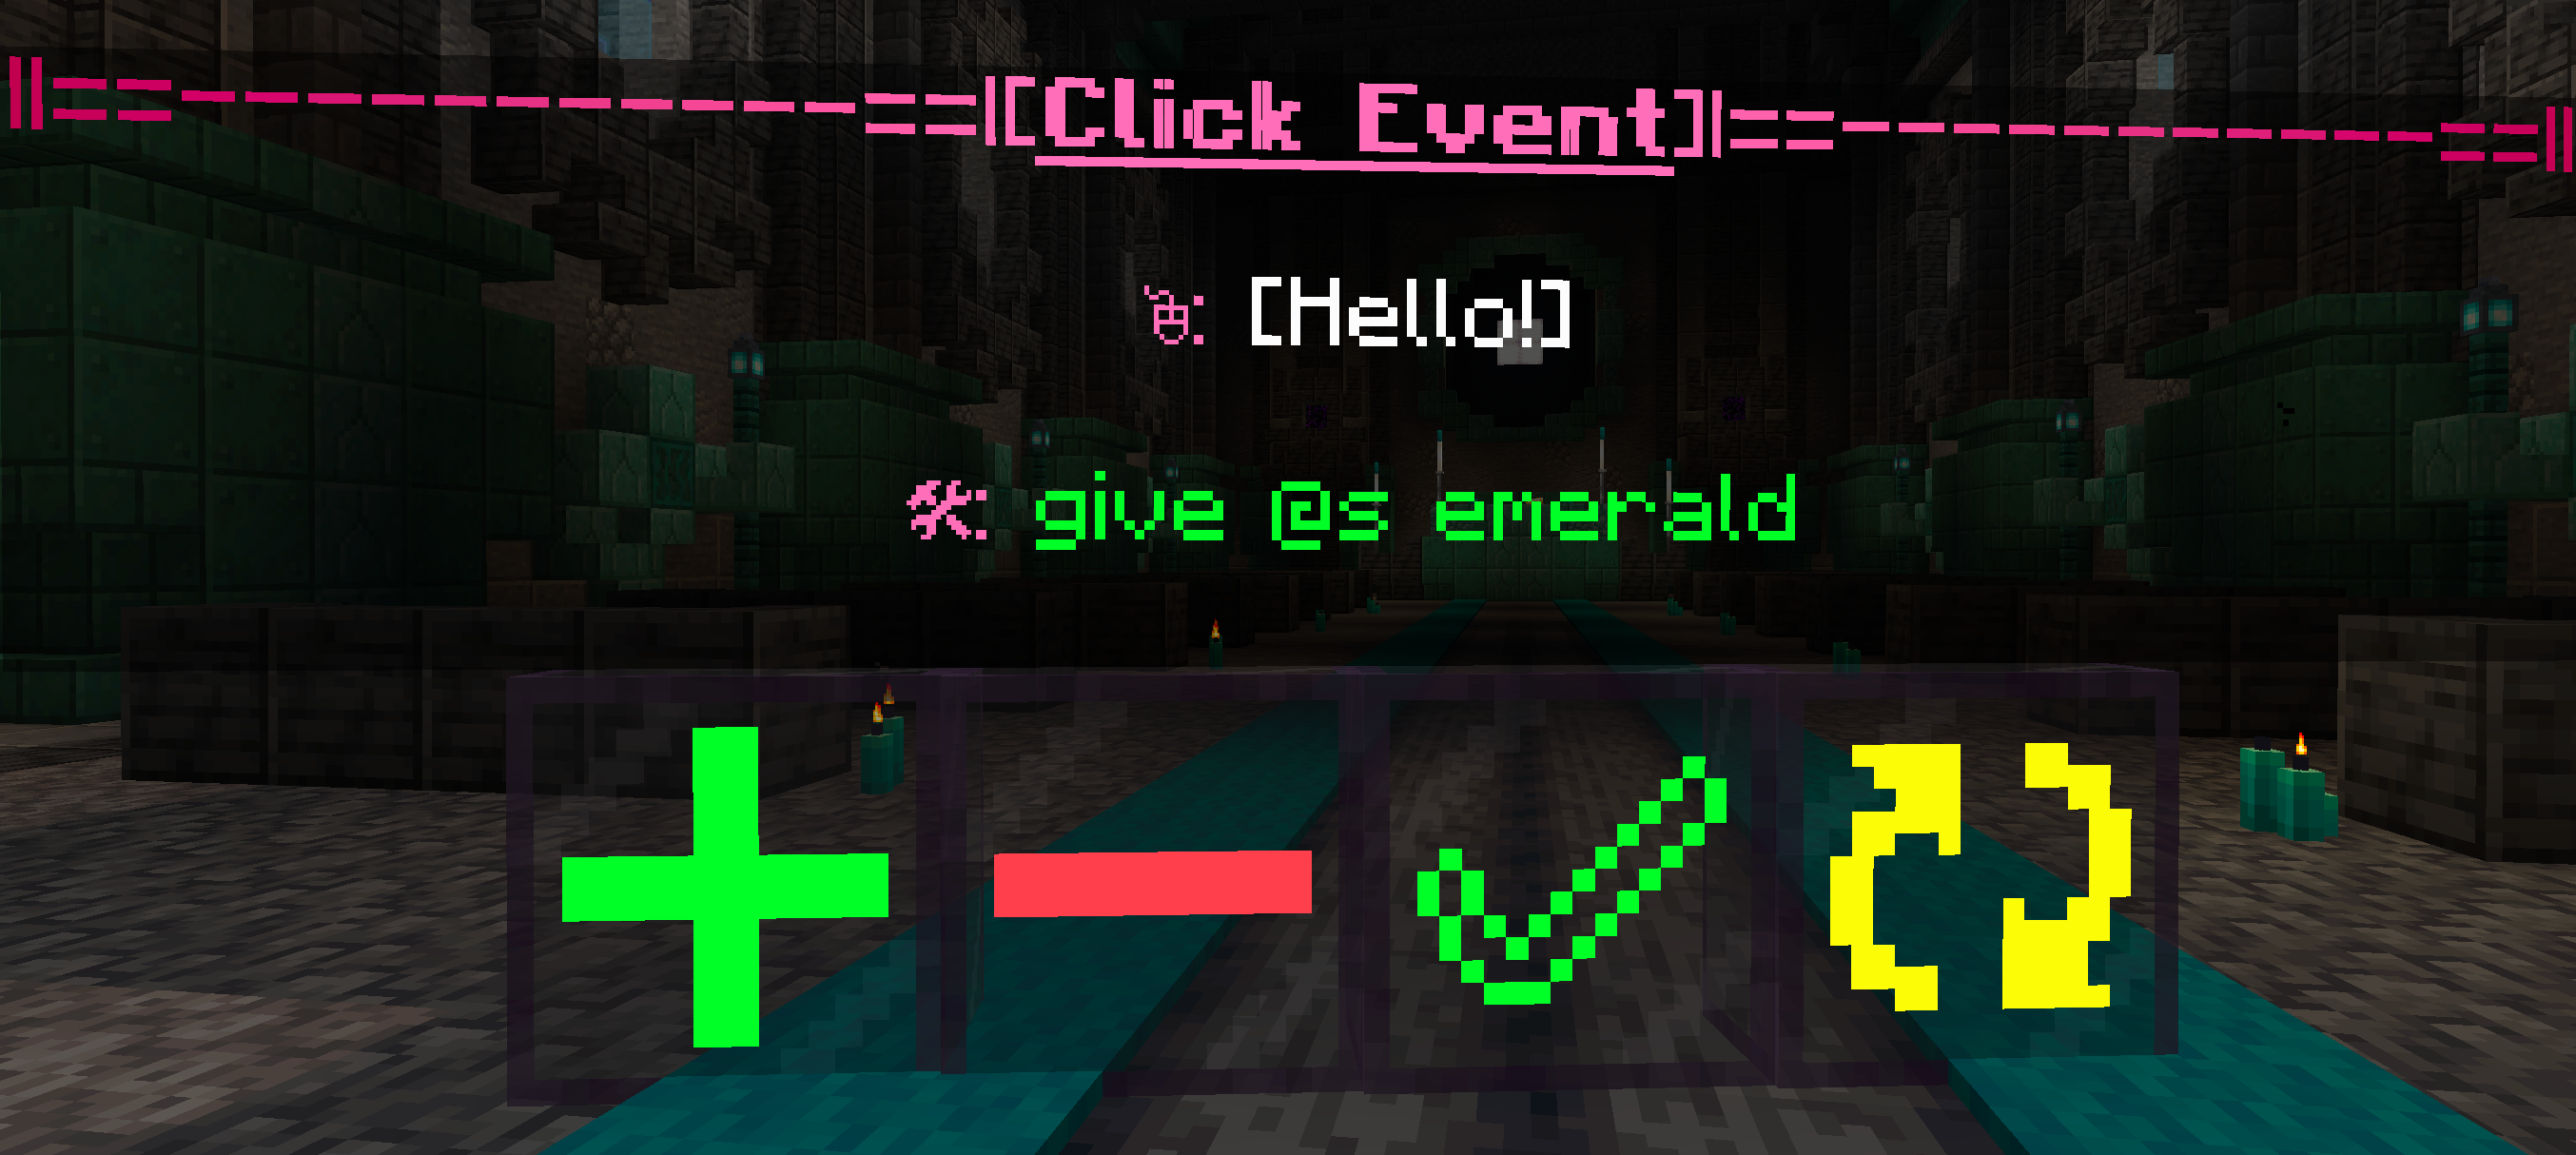 ||==-----------==|[Click Event]|==-----------==||
🖰: [Hello!]
🛠: give @s emerald
+ - ✔ 🗘